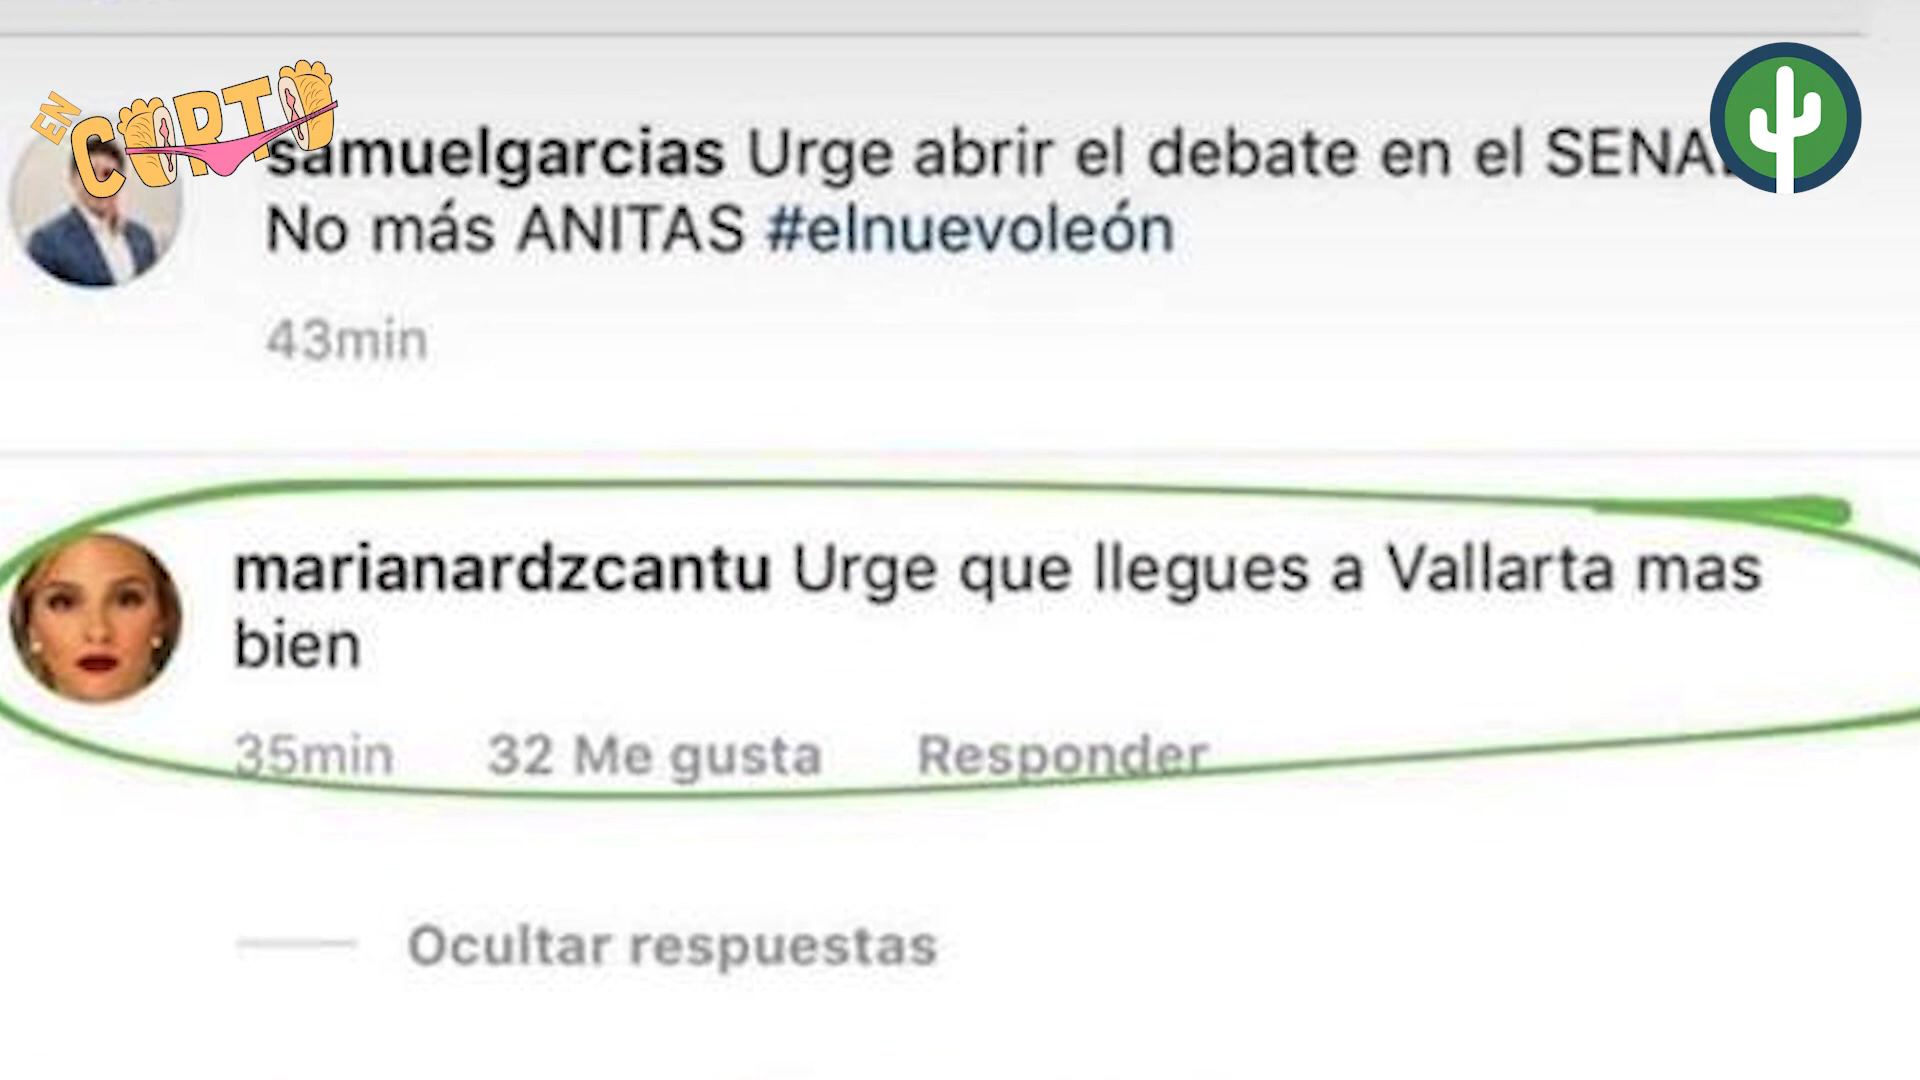 EN
CORTO
samuelgarcias Urge abrir el debate en el
No más ANITAS #elnuevoleón
43min
marianardzcantu Urge que llegues a Vallarta mas
bien
35min 32 Me gusta Responder
Ocultar respuestas